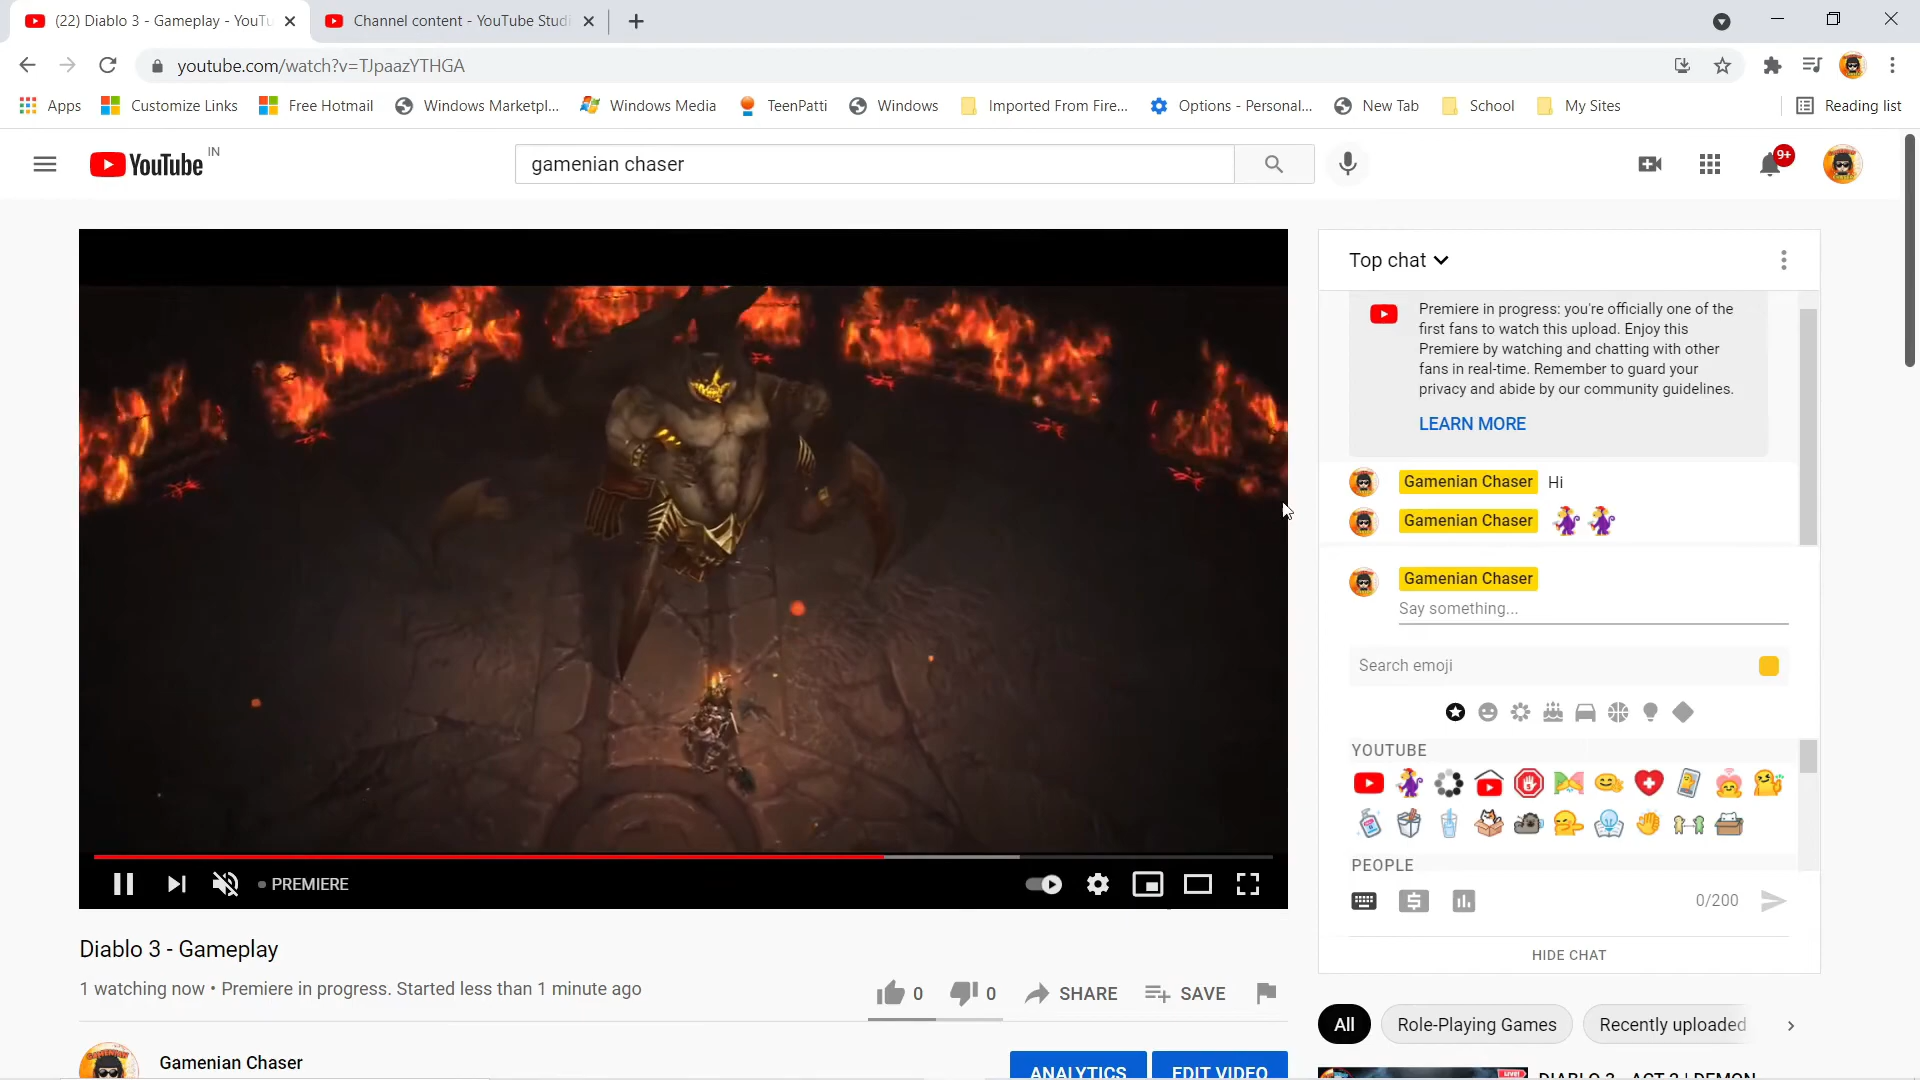 (22) Diablo 3 - Gameplay - YouTu
Channel content - YouTube Studi
youtube.com/watch?v=TJpaazYTHGA
Apps
Customize Links
Free Hotmail
Windows Marketpl...
Windows Media
TeenPatti
Windows
Imported From Fire...
Options - Personal...
New Tab
School
My Sites
Reading list
YouTube IN
gamenian chaser
9+
Top chat
Premiere in progress: you're officially one of the
first fans to watch this upload. Enjoy this
Premiere by watching and chatting with other
fans in real-time. Remember to guard your
privacy and abide by our community guidelines.
LEARN MORE
Gamenian Chaser Hi
Gamenian Chaser
Gamenian Chaser
Say something...
Search emoji
YOUTUBE
PEOPLE
0/200
HIDE CHAT
PREMIERE
Diablo 3 - Gameplay
1 watching now • Premiere in progress. Started less than 1 minute ago
0
0
SHARE
SAVE
All
Role-Playing Games
Recently uploaded
Gamenian Chaser
ANALYTICS
EDIT VIDEO
DIABLO 3 - ACT 2 | DEMON